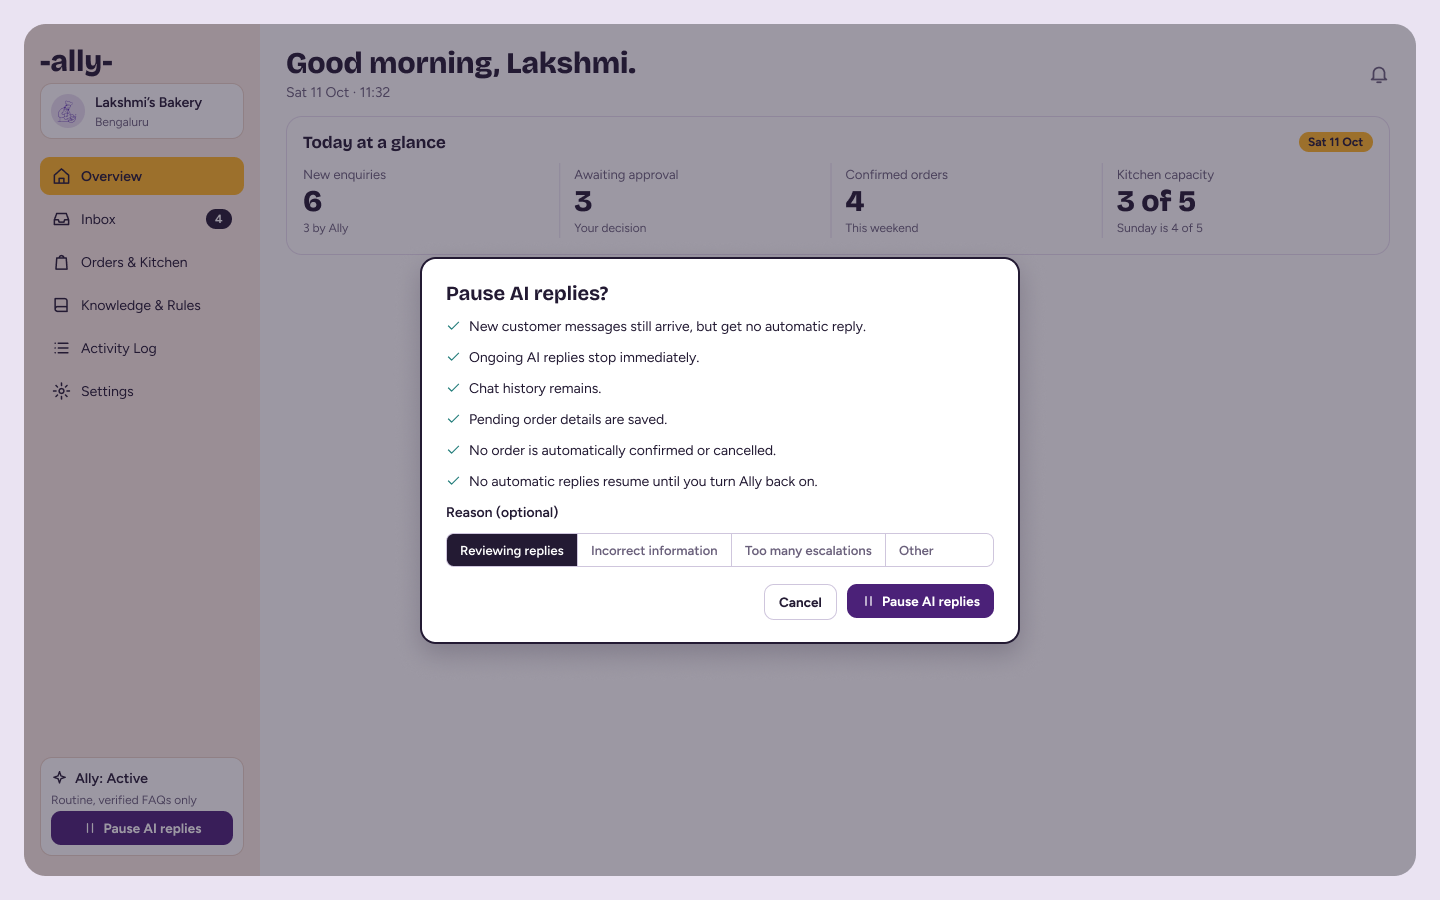 -ally-
Lakshmi's Bakery
Bengaluru
Overview
Inbox 4
Orders & Kitchen
Knowledge & Rules
Activity Log
Settings
Ally: Active
Routine, verified FAQs only
Pause AI replies
Good morning, Lakshmi.
Sat 11 Oct · 11:32
Today at a glance
Sat 11 Oct
New enquiries
6
3 by Ally
Awaiting approval
3
Your decision
Confirmed orders
4
This weekend
Kitchen capacity
3 of 5
Sunday is 4 of 5
Pause AI replies?
New customer messages still arrive, but get no automatic reply.
Ongoing AI replies stop immediately.
Chat history remains.
Pending order details are saved.
No order is automatically confirmed or cancelled.
No automatic replies resume until you turn Ally back on.
Reason (optional)
Reviewing replies
Incorrect information
Too many escalations
Other
Cancel
Pause AI replies